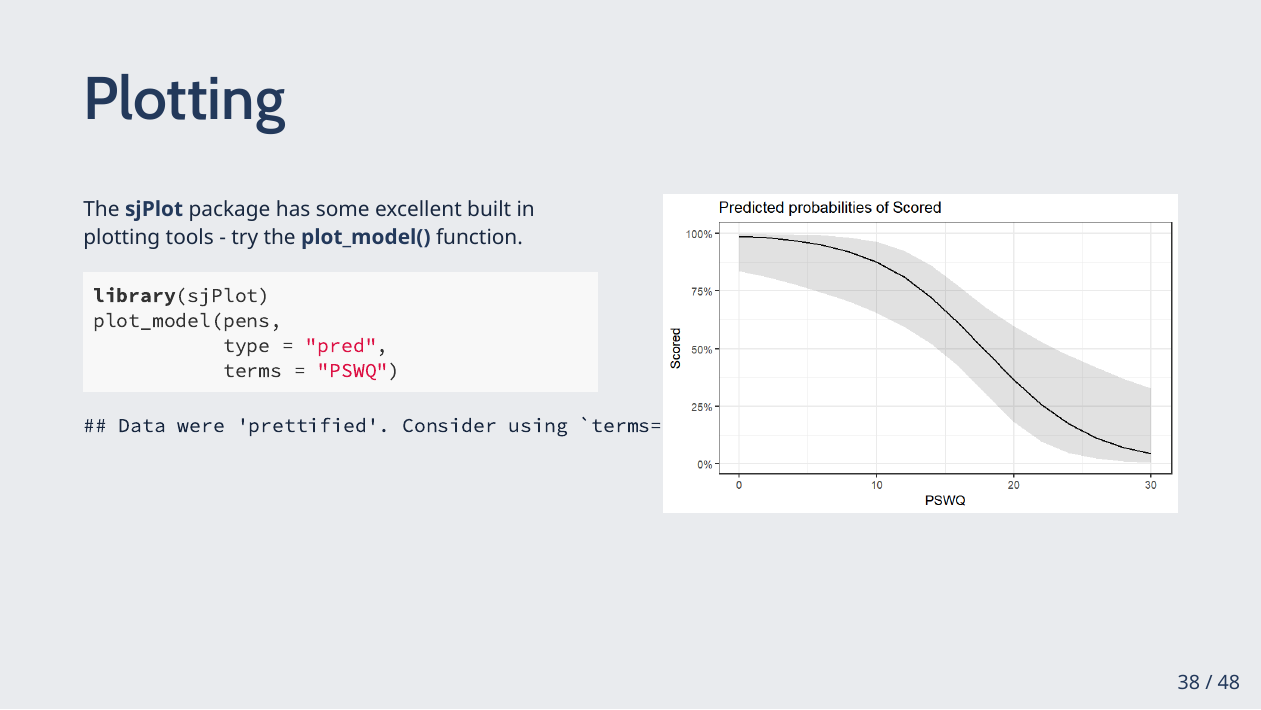 Plotting
The sjPlot package has some excellent built in
plotting tools - try the plot_model() function.
library(sjPlot)
plot_model(pens,
           type = "pred",
           terms = "PSWQ")
## Data were 'prettified'. Consider using `terms=
Predicted probabilities of Scored
100%
75%
50%
25%
0%
Scored
0 10 20 30
PSWQ
38 / 48